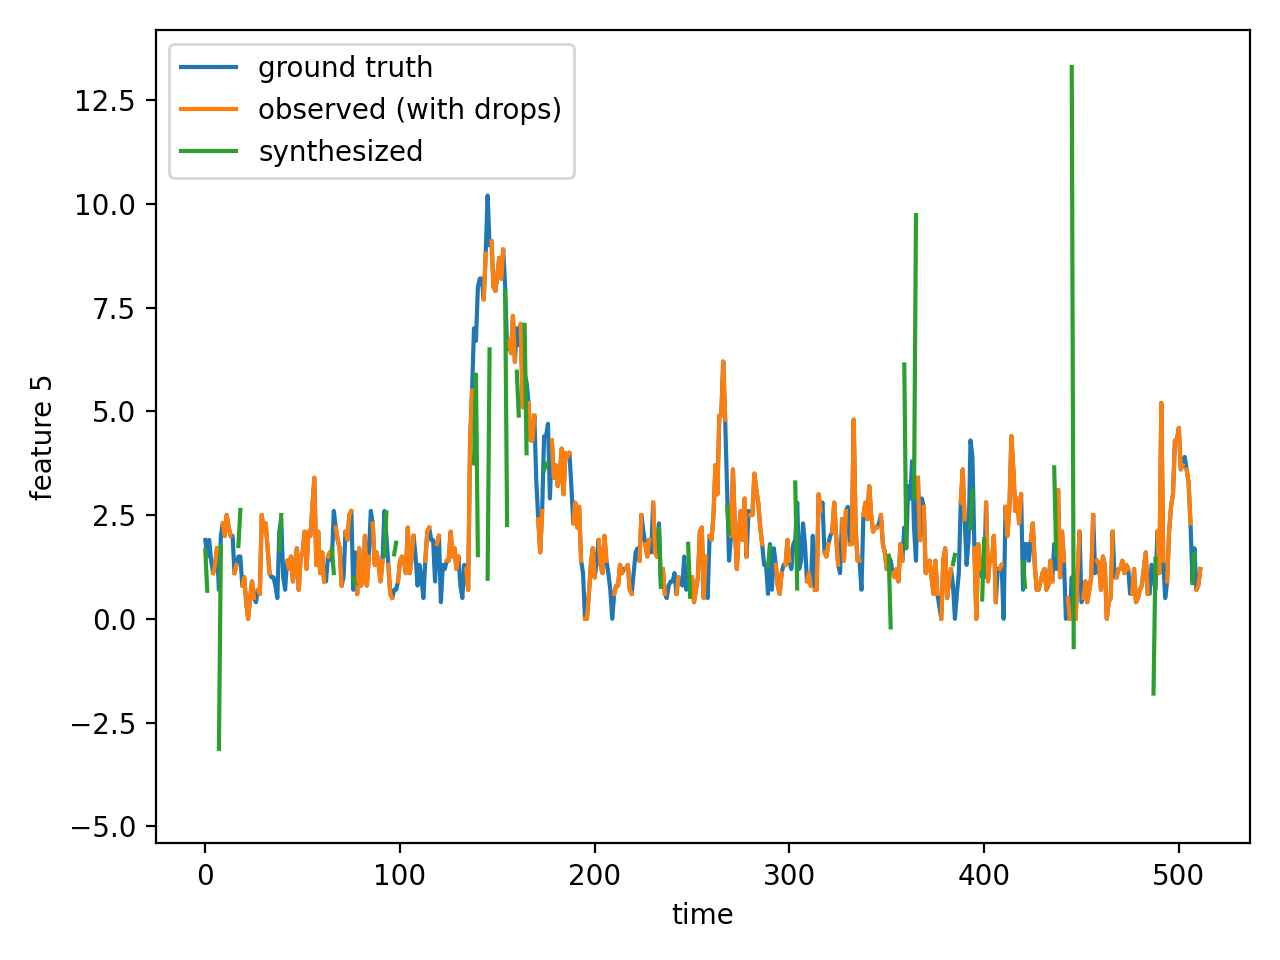 ground truth
observed (with drops)
synthesized
12.5
10.0
7.5
5.0
2.5
0.0
−2.5
−5.0
feature 5
0 100 200 300 400 500
time